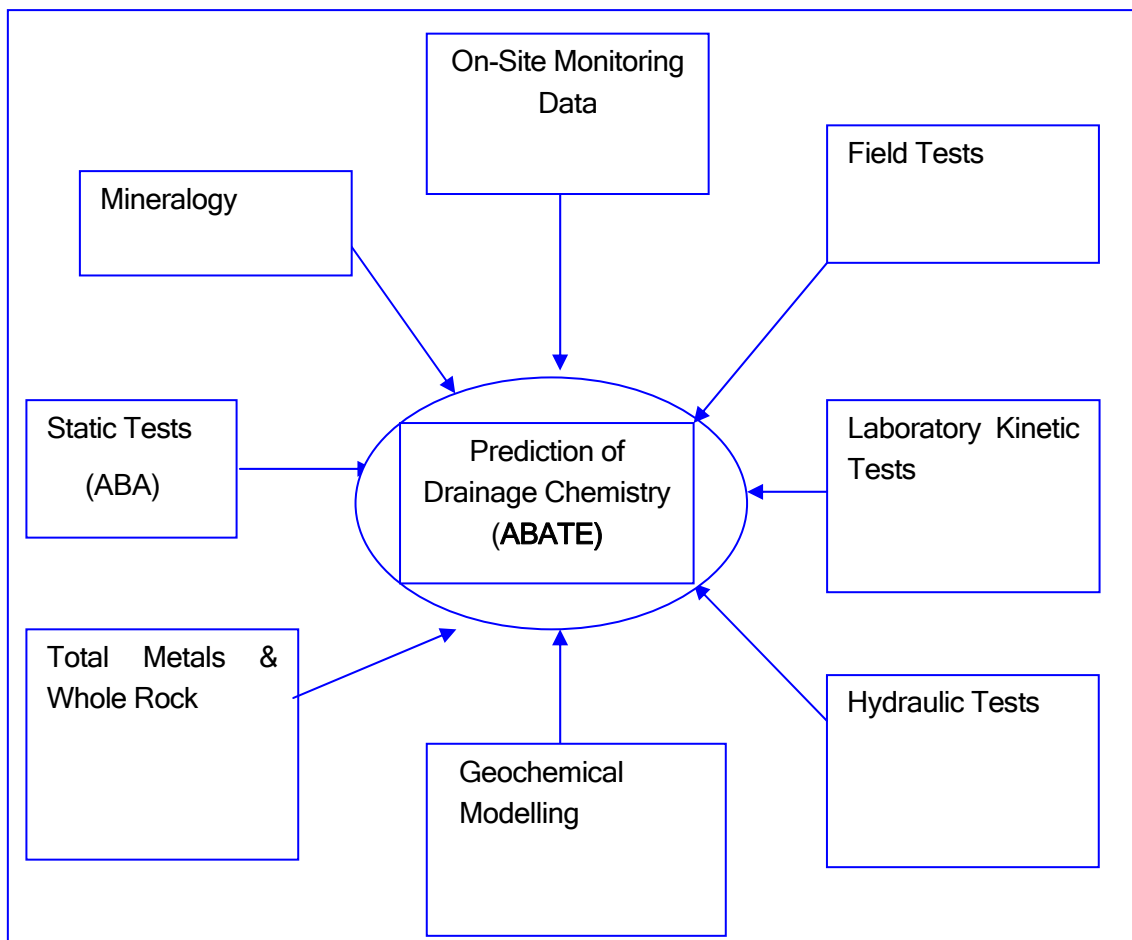 On-Site Monitoring
Data
Field Tests
Mineralogy
Static Tests
(ABA)
Prediction of
Drainage Chemistry
(ABATE)
Laboratory Kinetic
Tests
Total Metals &
Whole Rock
Hydraulic Tests
Geochemical
Modelling